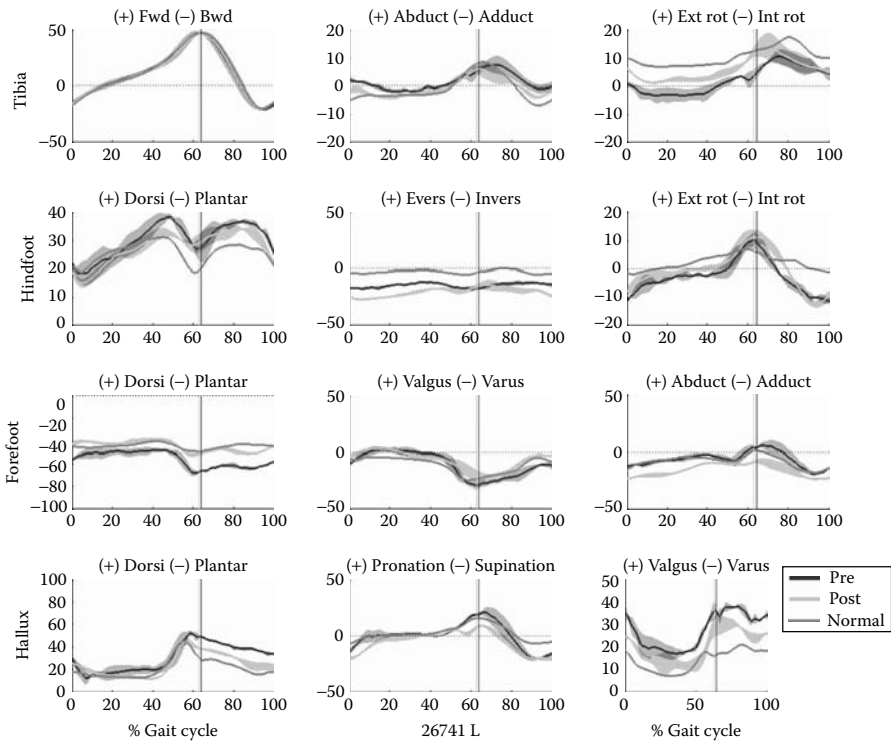 (+) Fwd (–) Bwd
(+) Abduct (–) Adduct
(+) Ext rot (–) Int rot
Tibia
50
0
−50
0 20 40 60 80 100
20
10
0
−10
−20
0 20 40 60 80 100
20
10
0
−10
−20
0 20 40 60 80 100
(+) Dorsi (–) Plantar
(+) Evers (–) Invers
(+) Ext rot (–) Int rot
Hindfoot
40
30
20
10
0
0 20 40 60 80 100
50
0
−50
0 20 40 60 80 100
20
10
0
−10
−20
0 20 40 60 80 100
(+) Dorsi (–) Plantar
(+) Valgus (–) Varus
(+) Abduct (–) Adduct
Forefoot
0
−20
−40
−60
−80
−100
0 20 40 60 80 100
50
0
−50
0 20 40 60 80 100
50
0
−50
0 20 40 60 80 100
(+) Dorsi (–) Plantar
(+) Pronation (–) Supination
(+) Valgus (–) Varus
Hallux
100
80
60
40
20
0
0 20 40 60 80 100
% Gait cycle
50
0
−50
0 20 40 60 80 100
26741 L
50
40
30
20
10
0
0 100
% Gait cycle
Pre
Post
Normal